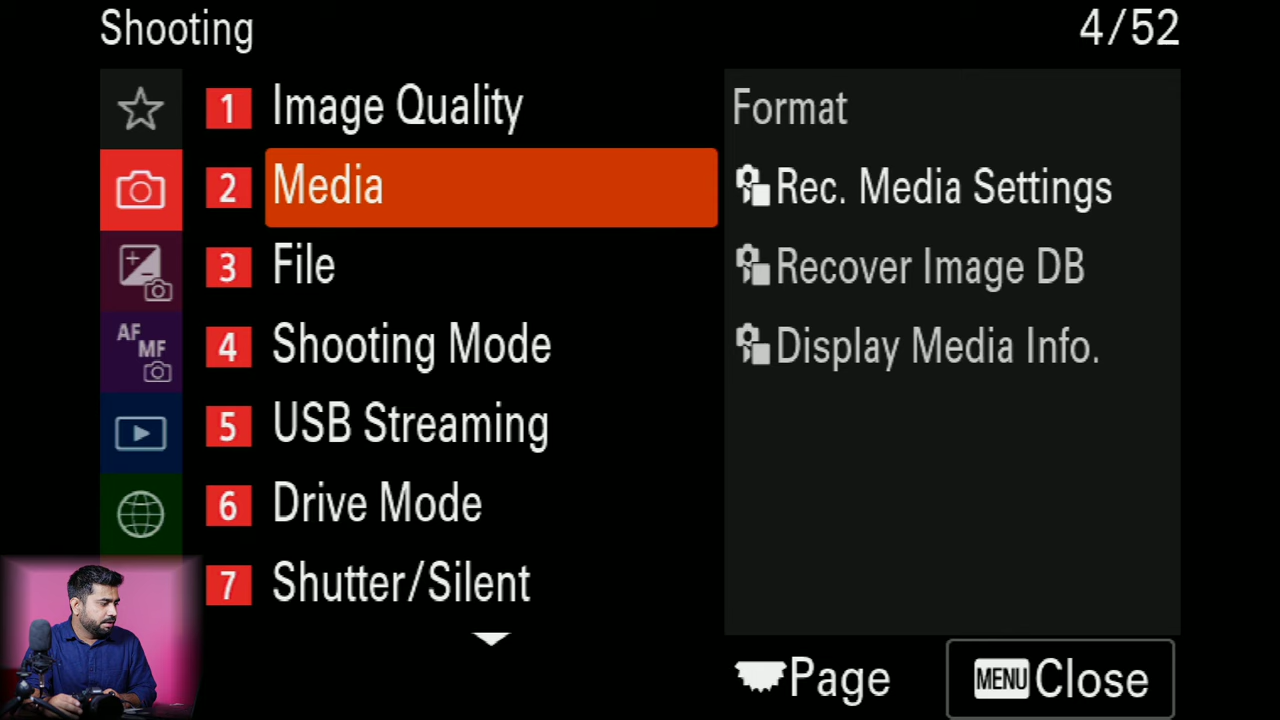 Shooting
4/52
1 Image Quality
2 Media
3 File
4 Shooting Mode
5 USB Streaming
6 Drive Mode
7 Shutter/Silent
AF
MF
Format
Rec. Media Settings
Recover Image DB
Display Media Info.
Page
MENU Close